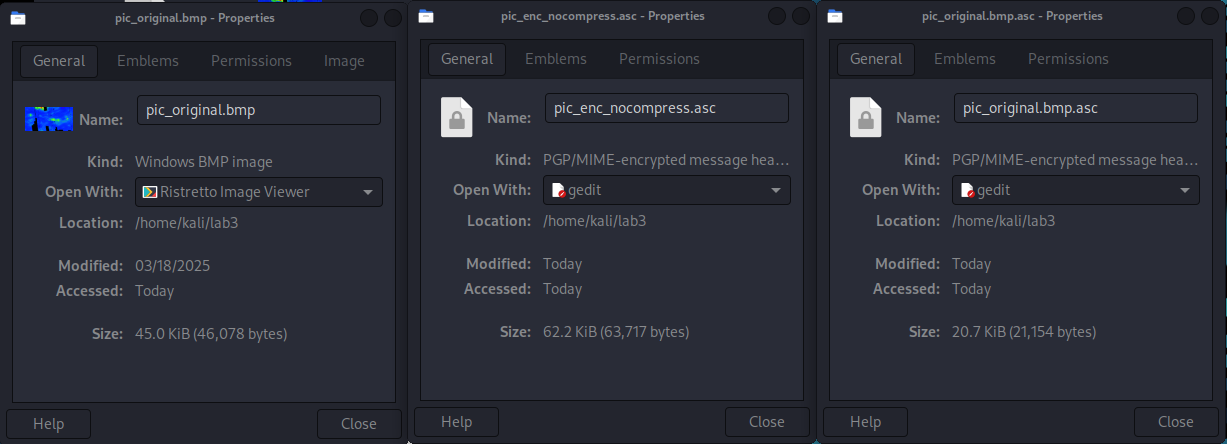 pic_original.bmp - Properties
General Emblems Permissions Image
Name: pic_original.bmp
Kind: Windows BMP image
Open With: Ristretto Image Viewer
Location: /home/kali/lab3
Modified: 03/18/2025
Accessed: Today
Size: 45.0 KiB (46,078 bytes)
Help Close
pic_enc_nocompress.asc - Properties
General Emblems Permissions
Name: pic_enc_nocompress.asc
Kind: PGP/MIME-encrypted message hea...
Open With: gedit
Location: /home/kali/lab3
Modified: Today
Accessed: Today
Size: 62.2 KiB (63,717 bytes)
Help Close
pic_original.bmp.asc - Properties
General Emblems Permissions
Name: pic_original.bmp.asc
Kind: PGP/MIME-encrypted message hea...
Open With: gedit
Location: /home/kali/lab3
Modified: Today
Accessed: Today
Size: 20.7 KiB (21,154 bytes)
Help Close